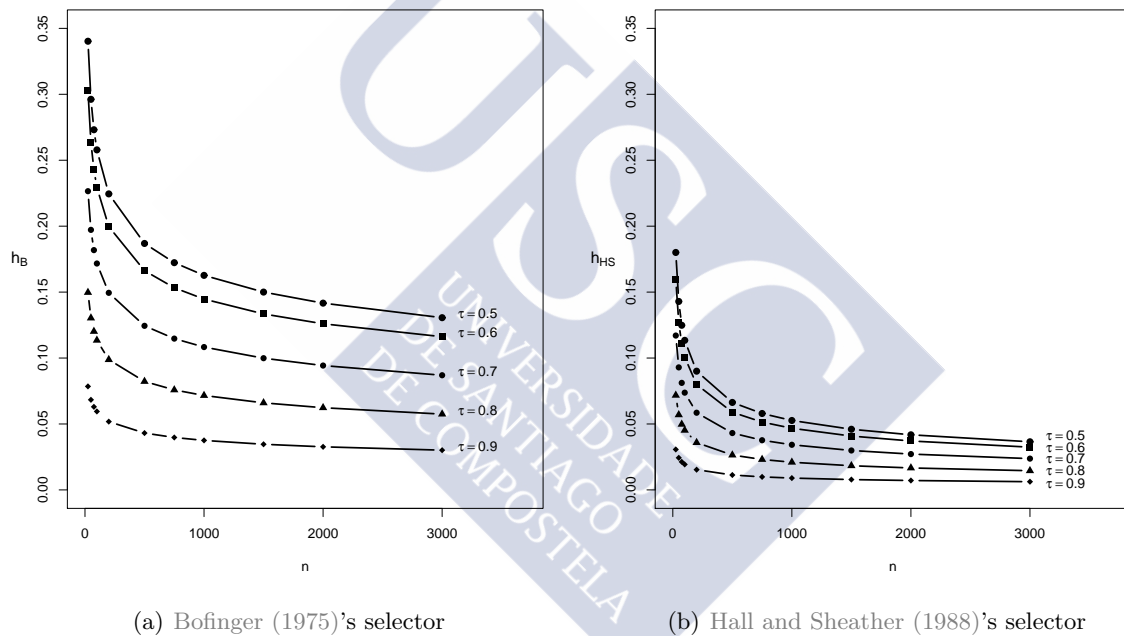 0.35
0.30
0.25
0.20
0.15
0.10
0.05
0.00
h_B
τ = 0.5
τ = 0.6
τ = 0.7
τ = 0.8
τ = 0.9
0 1000 2000 3000
n
(a) Bofinger (1975)'s selector
0.35
0.30
0.25
0.20
0.15
0.10
0.05
0.00
h_HS
τ = 0.5
τ = 0.6
τ = 0.7
τ = 0.8
τ = 0.9
0 1000 2000 3000
n
(b) Hall and Sheather (1988)'s selector
USC
UNIVERSIDADE
DE SANTIAGO
DE COMPOSTELA